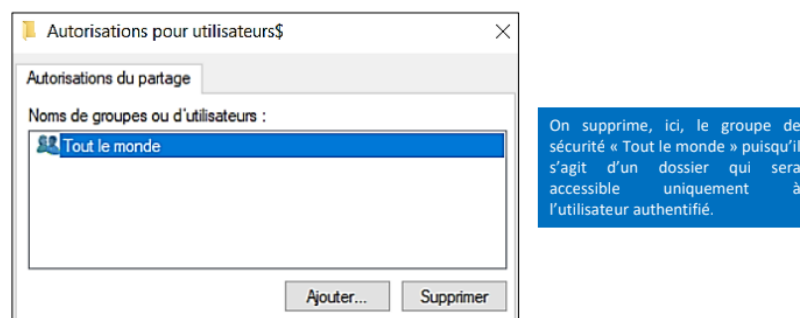 Autorisations pour utilisateurs$
Autorisations du partage
Noms de groupes ou d'utilisateurs :
Tout le monde
Ajouter...
Supprimer
On supprime, ici, le groupe de
sécurité « Tout le monde » puisqu'il
s'agit d'un dossier qui sera
accessible uniquement à
l'utilisateur authentifié.